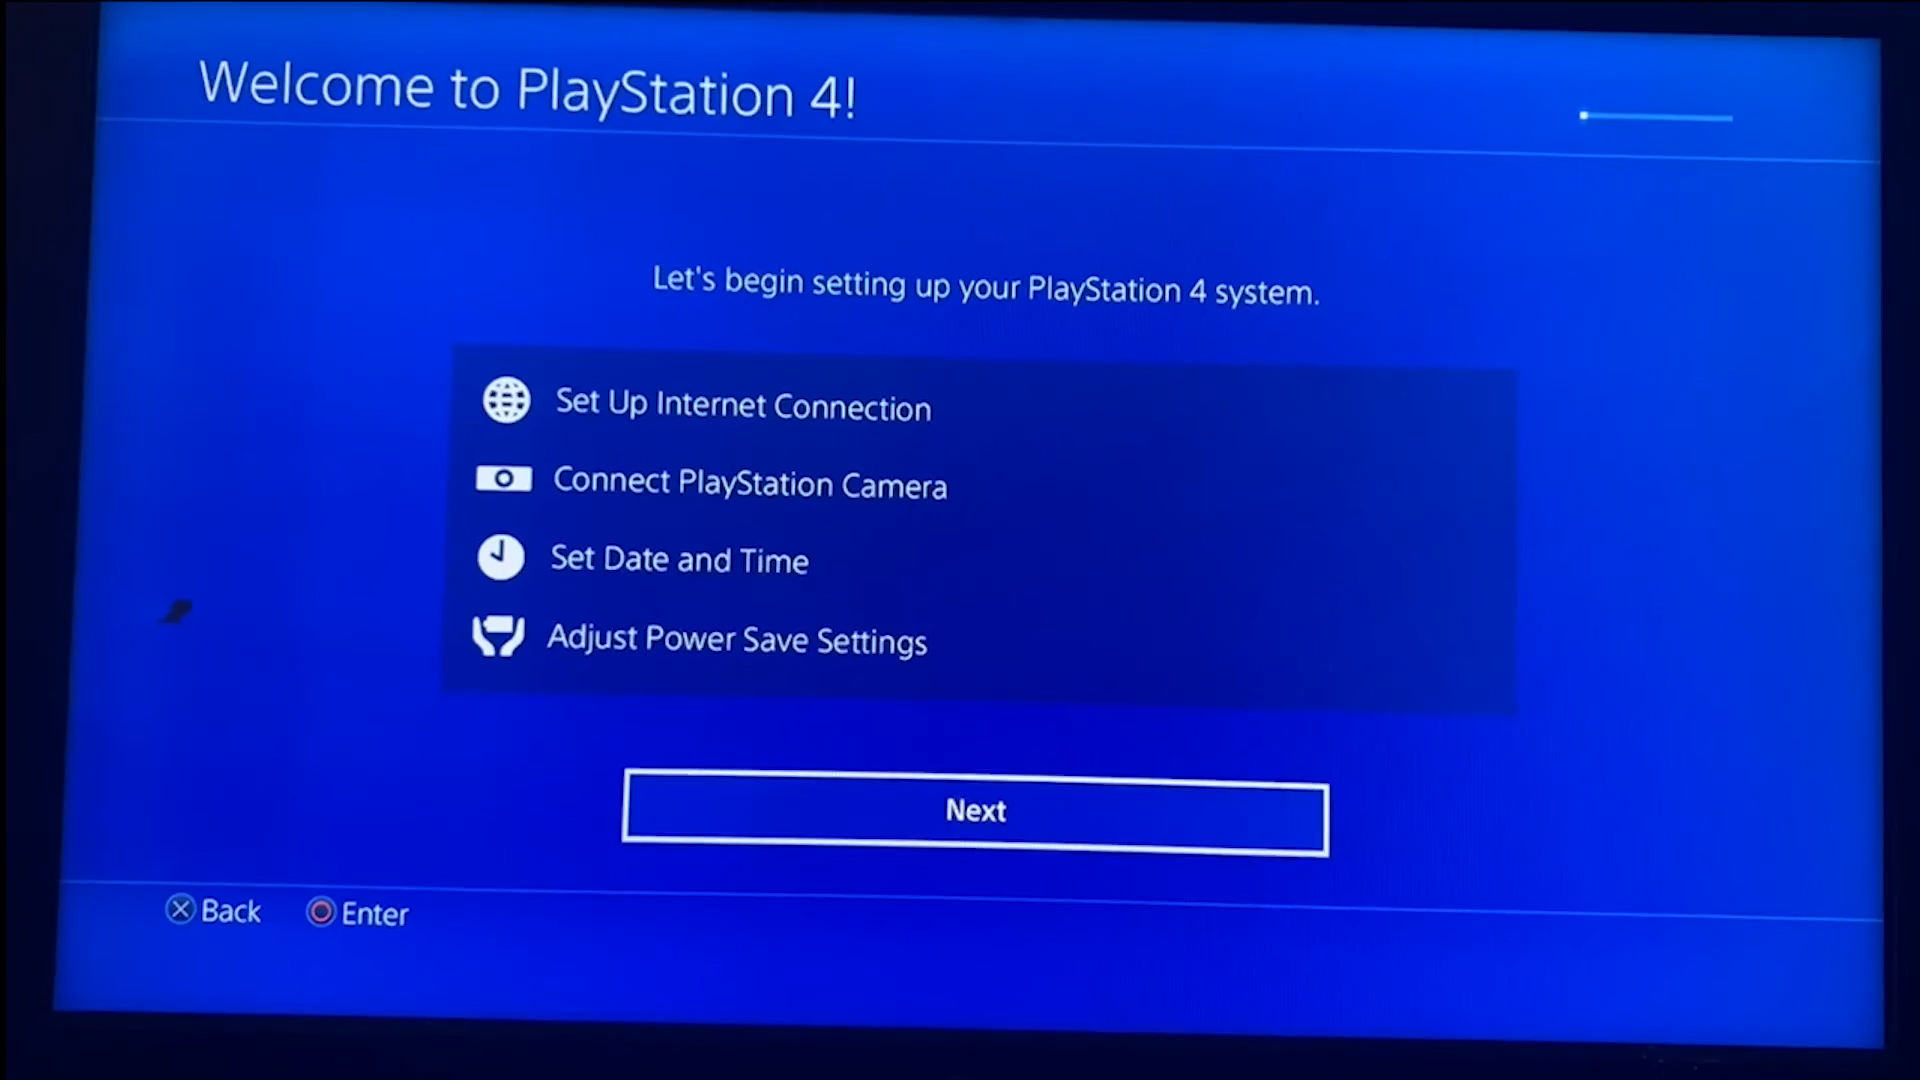 Welcome to PlayStation 4!
Let's begin setting up your PlayStation 4 system.
Set Up Internet Connection
Connect PlayStation Camera
Set Date and Time
Adjust Power Save Settings
Next
Back Enter